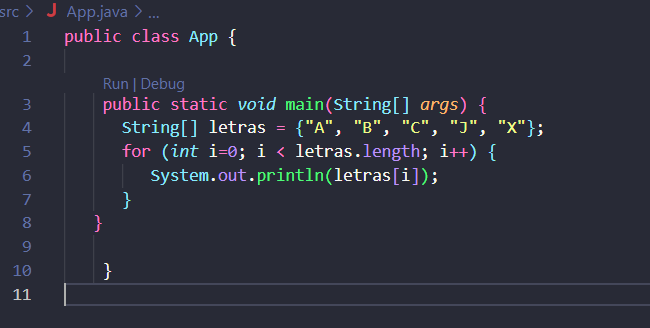 src > J App.java > ...
1 public class App {
2
Run | Debug
3 public static void main(String[] args) {
4 String[] letras = {"A", "B", "C", "J", "X"};
5 for (int i=0; i < letras.length; i++) {
6 System.out.println(letras[i]);
7 }
8 }
9
10 }
11